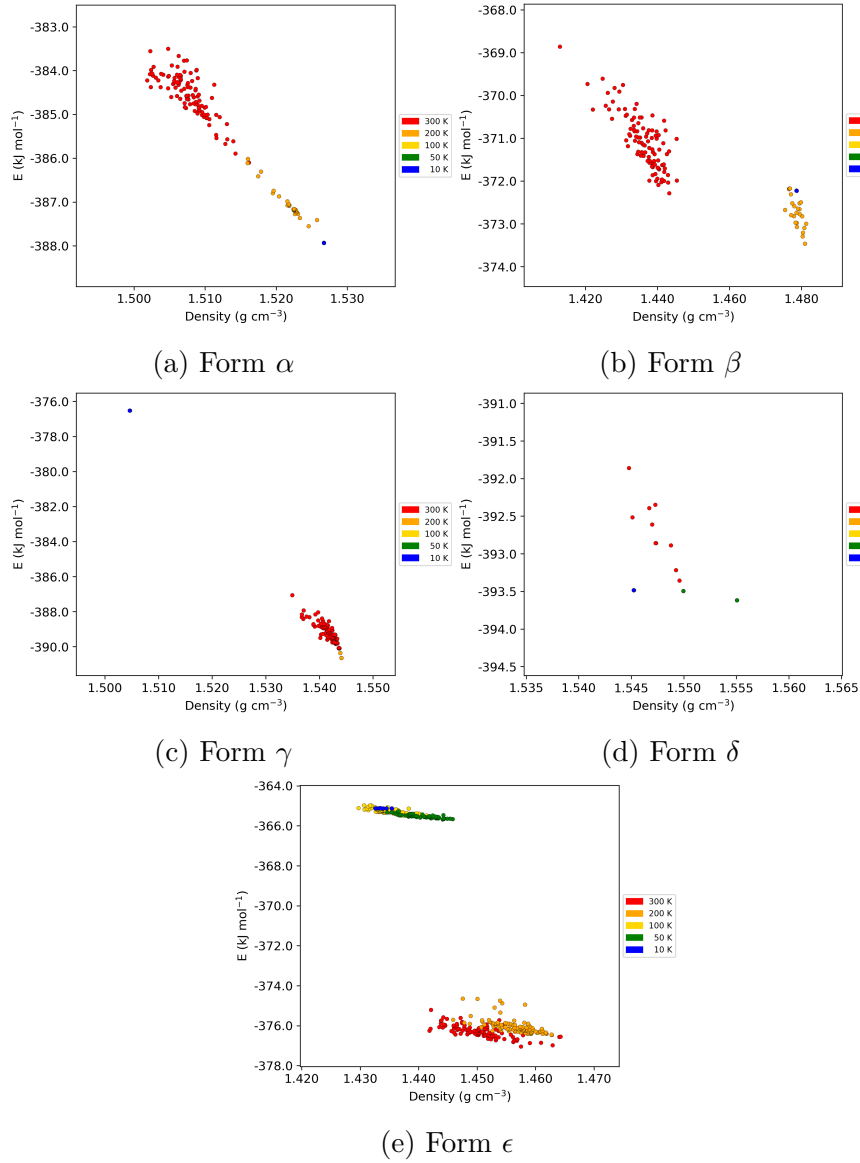 -383.0
-384.0
-385.0
-386.0
-387.0
-388.0
E (kJ mol⁻¹)
1.500 1.510 1.520 1.530
Density (g cm⁻³)
300 K
200 K
100 K
50 K
10 K
(a) Form α
-368.0
-369.0
-370.0
-371.0
-372.0
-373.0
-374.0
E (kJ mol⁻¹)
1.420 1.440 1.460 1.480
Density (g cm⁻³)
(b) Form β
-376.0
-378.0
-380.0
-382.0
-384.0
-386.0
-388.0
-390.0
E (kJ mol⁻¹)
1.500 1.510 1.520 1.530 1.540 1.550
Density (g cm⁻³)
300 K
200 K
100 K
50 K
10 K
(c) Form γ
-391.0
-391.5
-392.0
-392.5
-393.0
-393.5
-394.0
-394.5
E (kJ mol⁻¹)
1.535 1.540 1.545 1.550 1.555 1.560 1.565
Density (g cm⁻³)
(d) Form δ
-364.0
-366.0
-368.0
-370.0
-372.0
-374.0
-376.0
-378.0
E (kJ mol⁻¹)
1.420 1.430 1.440 1.450 1.460 1.470
Density (g cm⁻³)
300 K
200 K
100 K
50 K
10 K
(e) Form ϵ